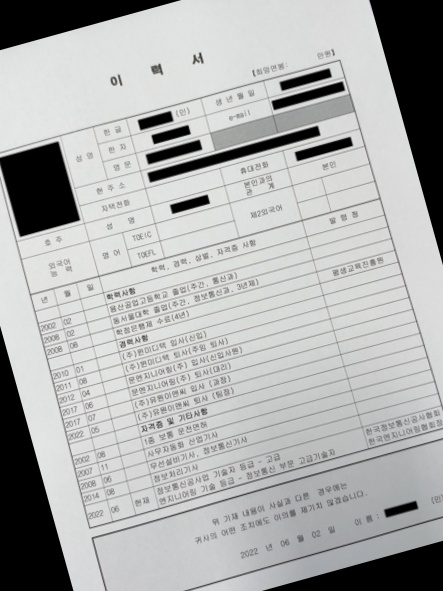 이 력 서
[희망연봉: 만원]
성 명
한 글 (인)
생 년 월 일
한 자
e-mail
영 문
현 주 소
자택전화
휴대전화
호 주
성 명
본인과의 관 계
본인
외국어 능 력
영 어
TOEIC
TOEFL
제2외국어
년 월 일
학력, 경력, 상벌, 자격증 사항
발 령 청
학력사항
2002 02 용산공업고등학교 졸업(주간, 통신과)
2008 02 동서울대학 졸업(주간, 정보통신과, 3년제)
2008 06 학점은행제 수료(4년) 평생교육진흥원
경력사항
2010 01 (주)원미디텍 입사(신입)
2011 08 (주)원미디텍 퇴사(주임 퇴사)
2012 04 문엔지니어링(주) 입사(신입사원)
2017 06 문엔지니어링(주) 퇴사(대리)
2017 07 (주)유원이앤씨 입사 (과장)
2022 05 (주)유원이앤씨 퇴사 (팀장)
자격증 및 기타사항
2002 08 1종 보통 운전면허
2007 11 사무자동화 산업기사
2008 06 무선설비기사, 정보통신기사
2014 08 정보처리기사
2022 06 현재 정보통신공사업 기술자 등급 - 고급 한국정보통신공사협회
엔지니어링 기술 등급 - 정보통신 부문 고급기술자 한국엔지니어링협회
위 기재 내용이 사실과 다른 경우에는
귀사의 어떤 조치에도 이의를 제기치 않겠습니다.
2022 년 06 월 02 일 이 름 : (인)